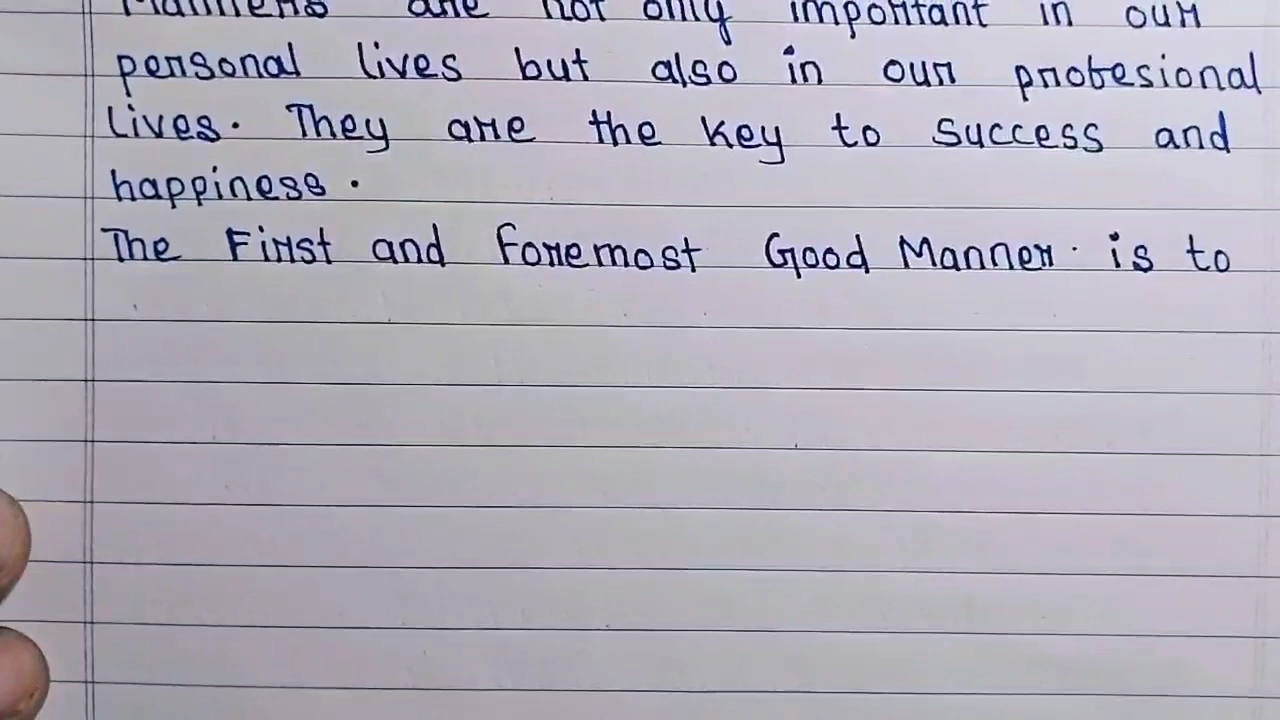 Manners are not only important in our
personal lives but also in our profesional
lives. They are the key to success and
happiness.
The First and foremost Good Manner. is to